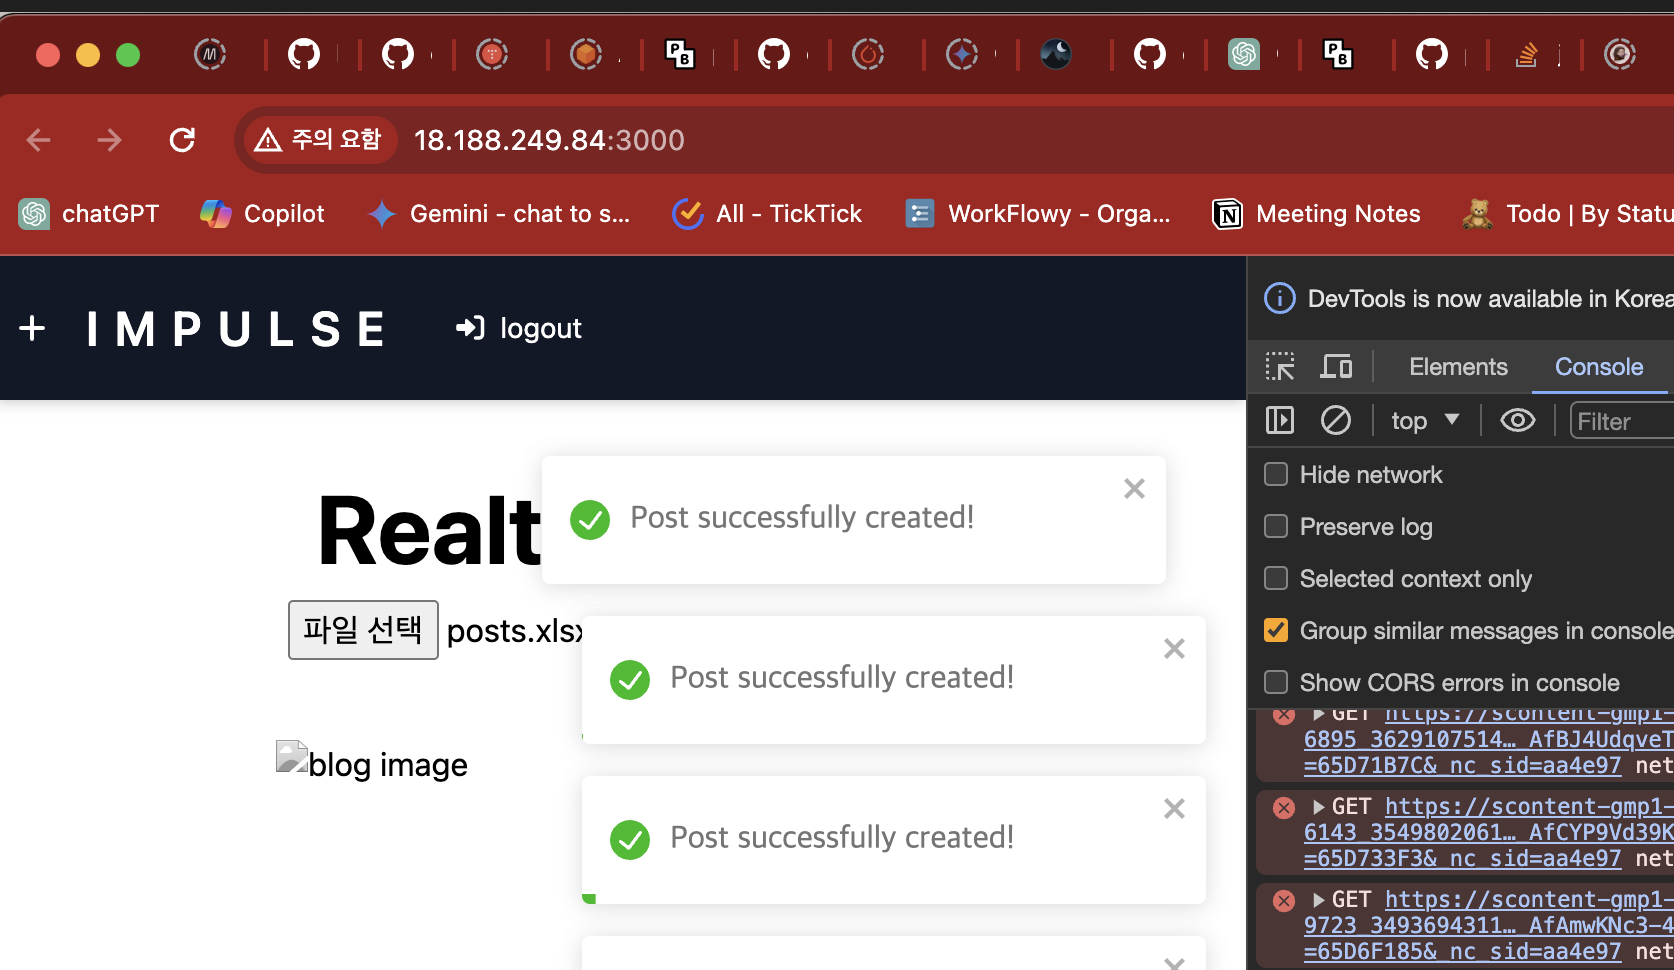 주의 요함
18.188.249.84:3000
chatGPT
Copilot
Gemini - chat to s...
All - TickTick
WorkFlowy - Orga...
Meeting Notes
Todo | By Statu
IMPULSE
logout
DevTools is now available in Korea
Elements
Console
top
Filter
Hide network
Preserve log
Selected context only
Group similar messages in console
Show CORS errors in console
Realt
Post successfully created!
파일 선택 posts.xlsx
Post successfully created!
blog image
Post successfully created!
GET https://scontent-gmp1-
6895_3629107514…_AfBJ4UdqveT
=65D71B7C&_nc_sid=aa4e97 net
GET https://scontent-gmp1-
6143_3549802061…_AfCYP9Vd39K
=65D733F3&_nc_sid=aa4e97 net
GET https://scontent-gmp1-
9723_3493694311…_AfAmwKNc3-4
=65D6F185&_nc_sid=aa4e97 net